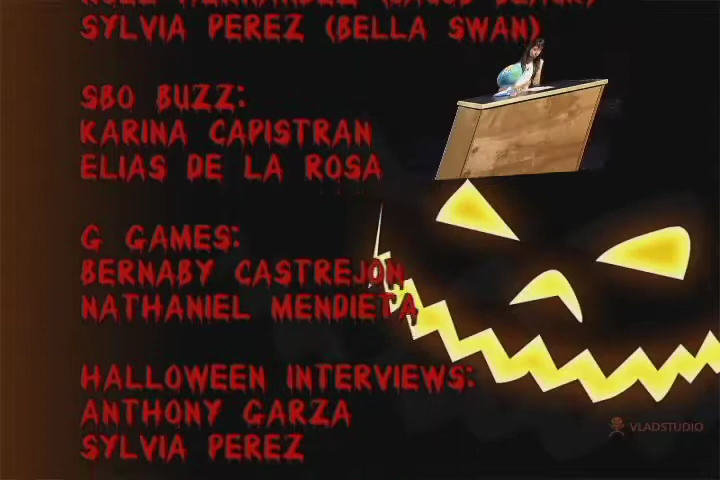 SYLVIA PEREZ (BELLA SWAN)
SBO BUZZ:
KARINA CAPISTRAN
ELIAS DE LA ROSA
G GAMES:
BERNABY CASTREJON
NATHANIEL MENDIETA
HALLOWEEN INTERVIEWS:
ANTHONY GARZA
SYLVIA PEREZ
VLADSTUDIO